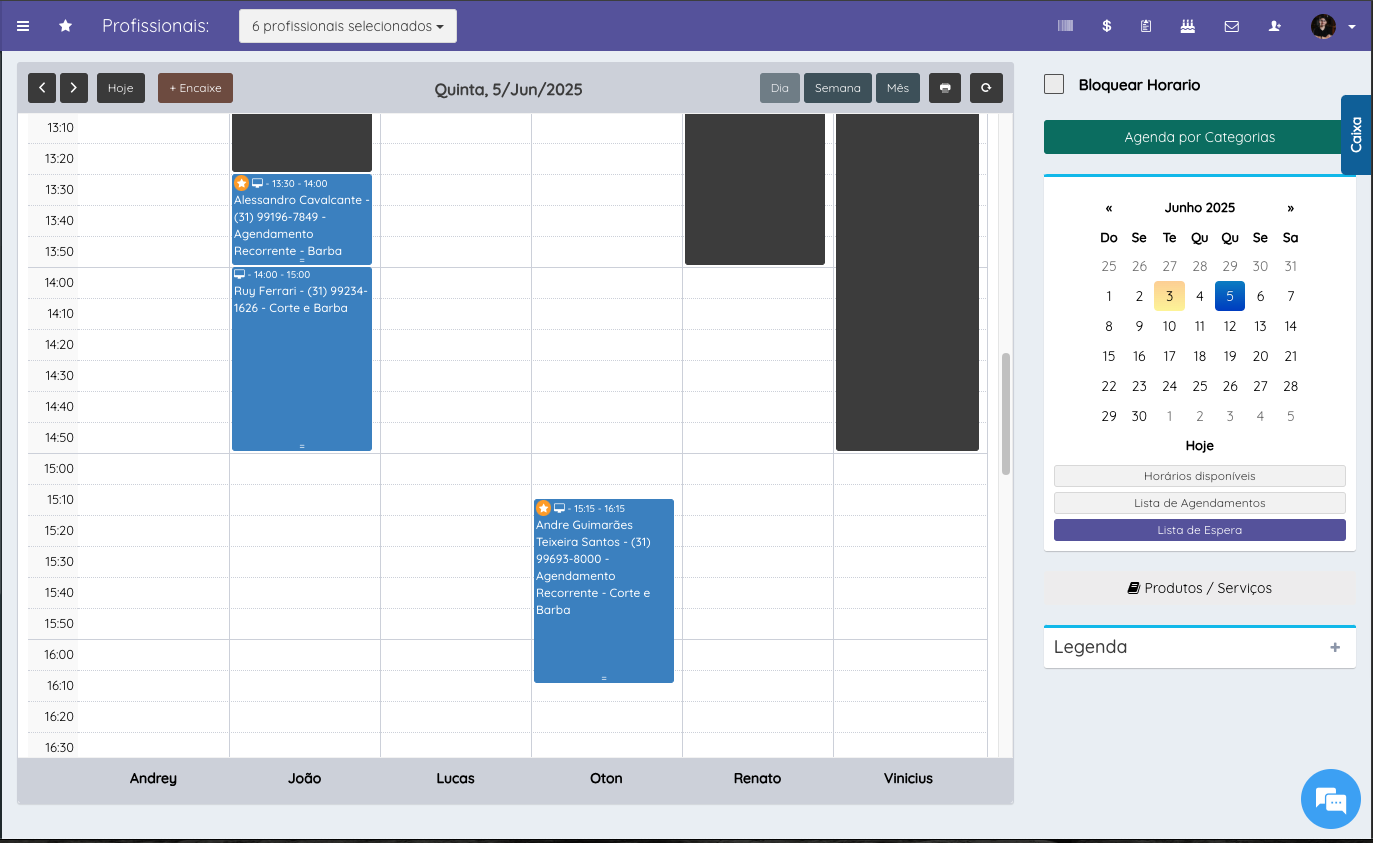 Profissionais:
6 profissionais selecionados
Hoje
+ Encaixe
Quinta, 5/Jun/2025
Dia
Semana
Mês
13:10
13:20
13:30
13:40
13:50
14:00
14:10
14:20
14:30
14:40
14:50
15:00
15:10
15:20
15:30
15:40
15:50
16:00
16:10
16:20
16:30
- 13:30 - 14:00
Alessandro Cavalcante -
(31) 99196-7849 -
Agendamento
Recorrente - Barba
=
- 14:00 - 15:00
Ruy Ferrari - (31) 99234-
1626 - Corte e Barba
=
- 15:15 - 16:15
Andre Guimarães
Teixeira Santos - (31)
99693-8000 -
Agendamento
Recorrente - Corte e
Barba
=
Andrey João Lucas Oton Renato Vinicius
Bloquear Horario
Agenda por Categorias
Caixa
« Junho 2025 »
Do Se Te Qu Qu Se Sa
25 26 27 28 29 30 31
1 2 3 4 5 6 7
8 9 10 11 12 13 14
15 16 17 18 19 20 21
22 23 24 25 26 27 28
29 30 1 2 3 4 5
Hoje
Horários disponíveis
Lista de Agendamentos
Lista de Espera
Produtos / Serviços
Legenda +